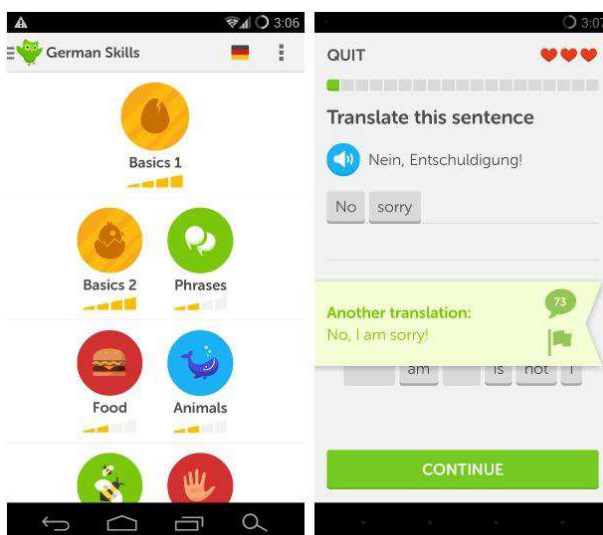 3:06
German Skills
Basics 1
Basics 2 Phrases
Food Animals
3:07
QUIT
Translate this sentence
Nein, Entschuldigung!
No sorry
Another translation:
73
No, I am sorry!
am is not I
CONTINUE